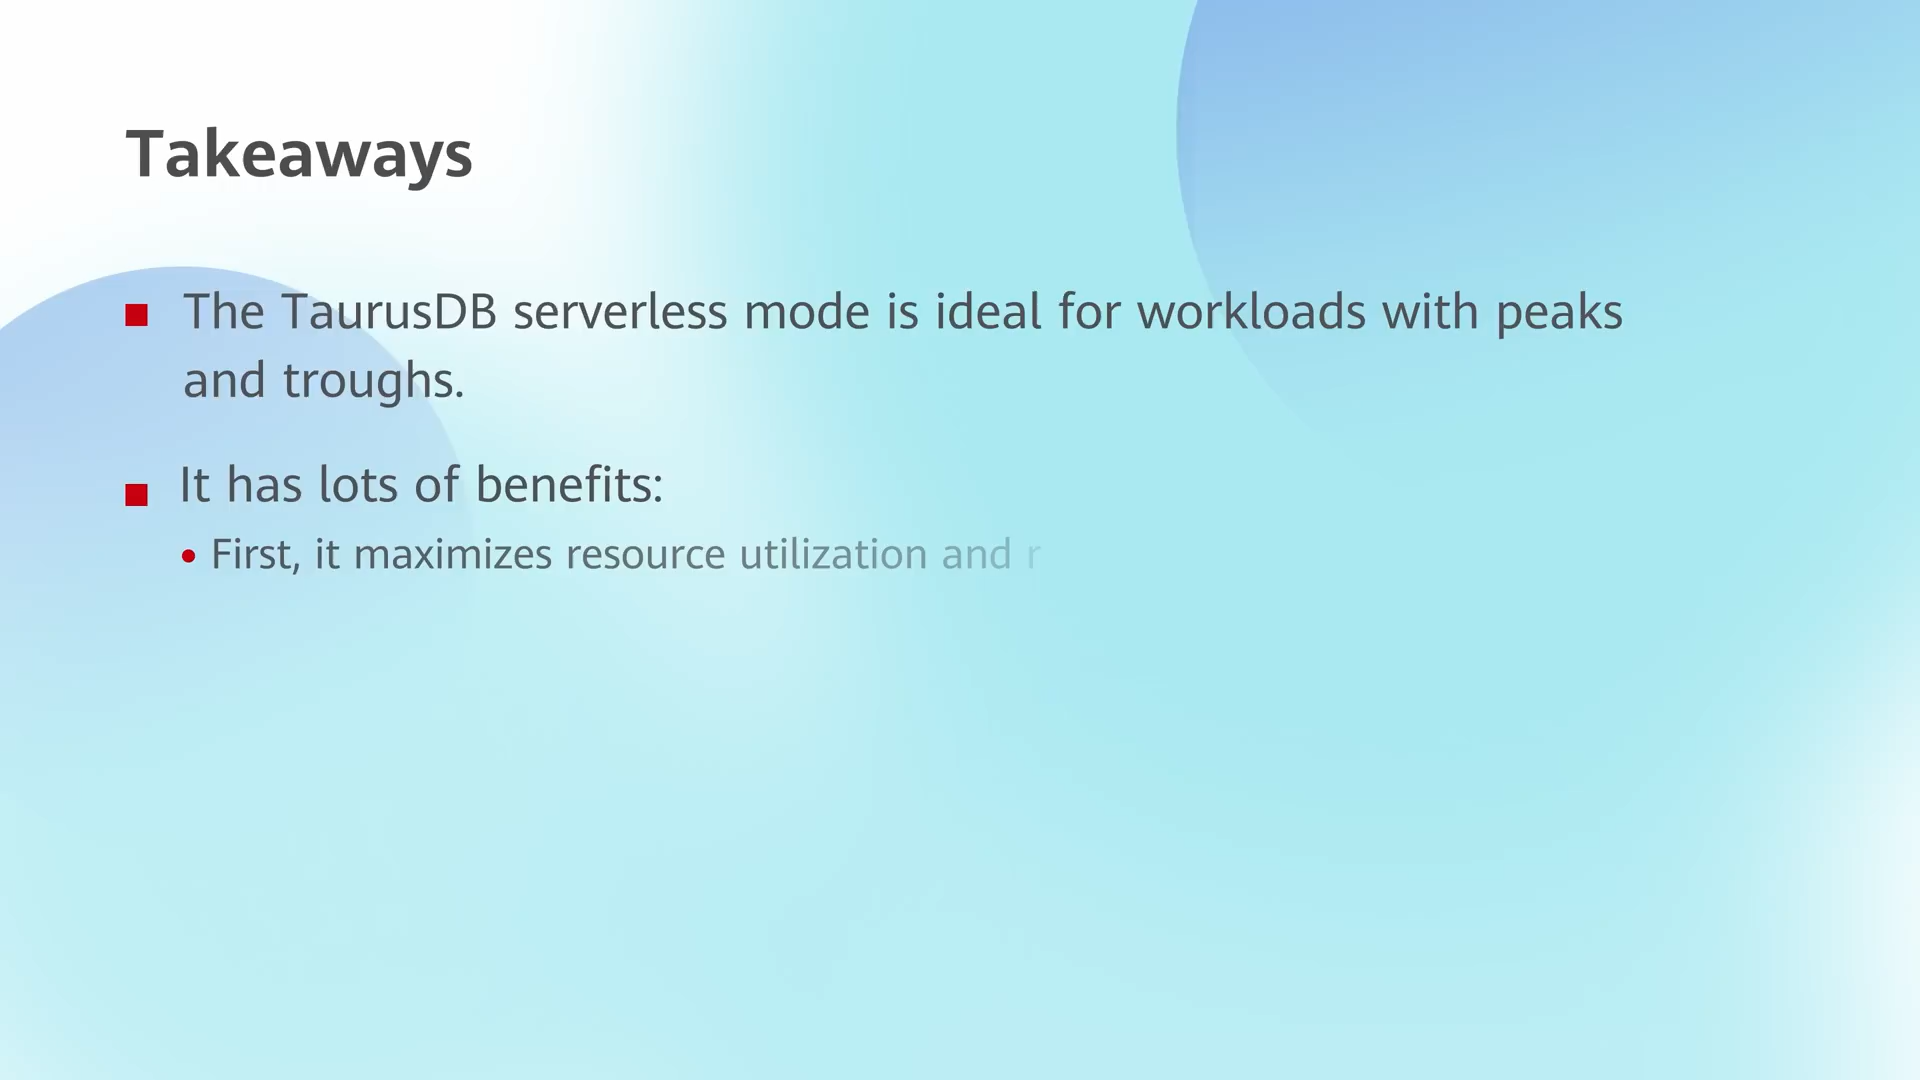 Takeaways
The TaurusDB serverless mode is ideal for workloads with peaks
and troughs.
It has lots of benefits:
First, it maximizes resource utilization and